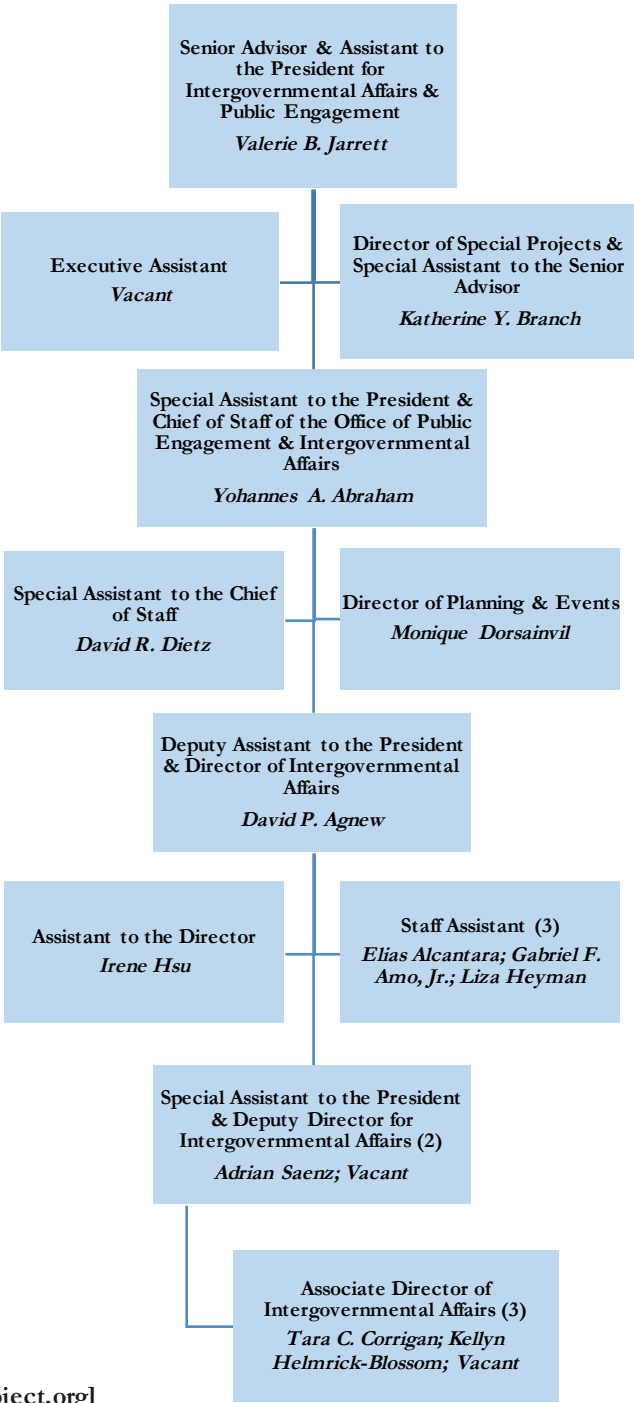 Senior Advisor & Assistant to
the President for
Intergovernmental Affairs &
Public Engagement
Valerie B. Jarrett
Executive Assistant
Vacant
Director of Special Projects &
Special Assistant to the Senior
Advisor
Katherine Y. Branch
Special Assistant to the President &
Chief of Staff of the Office of Public
Engagement & Intergovernmental
Affairs
Yohannes A. Abraham
Special Assistant to the Chief
of Staff
David R. Dietz
Director of Planning & Events
Monique Dorsainvil
Deputy Assistant to the President
& Director of Intergovernmental
Affairs
David P. Agnew
Assistant to the Director
Irene Hsu
Staff Assistant (3)
Elias Alcantara; Gabriel F.
Amo, Jr.; Liza Heyman
Special Assistant to the President
& Deputy Director for
Intergovernmental Affairs (2)
Adrian Saenz; Vacant
Associate Director of
Intergovernmental Affairs (3)
Tara C. Corrigan; Kellyn
Helmrick-Blossom; Vacant